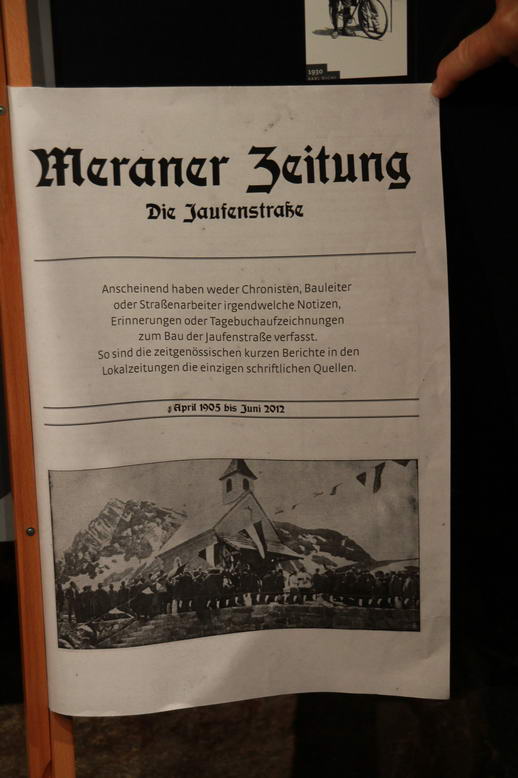 1930
Meraner Zeitung
Die Jaufenstraße
Anscheinend haben weder Chronisten, Bauleiter
oder Straßenarbeiter irgendwelche Notizen,
Erinnerungen oder Tagebuchaufzeichnungen
zum Bau der Jaufenstraße verfasst.
So sind die zeitgenössischen kurzen Berichte in den
Lokalzeitungen die einzigen schriftlichen Quellen.
April 1905 bis Juni 2012